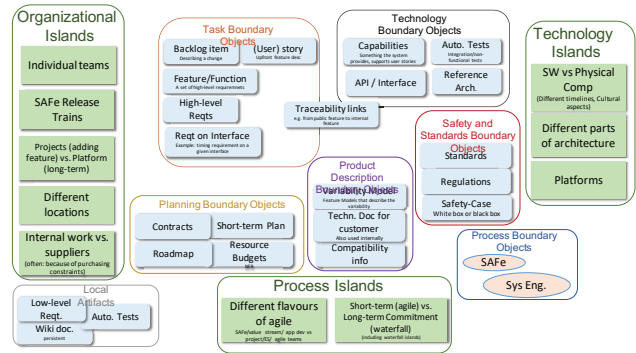 Organizational
Islands
Individual teams
SAFe Release
Trains
Projects (adding
feature) vs. Platform
(long-term)
Different
locations
Internal work vs.
suppliers
(often: because of purchasing
constraints)
Task Boundary
Objects
Backlog item
Describing a change
(User) story
Upfront feature desc
Feature/Function
A set of high-level requirements
High-level
Reqts
Reqt on Interface
Example: timing requirement on
a given interface
Traceability links
e.g. from public feature to internal
feature
Technology
Boundary Objects
Capabilities
Something the system
provides, supports user stories
Auto. Tests
Integration/non-
functional tests
API / Interface
Reference
Arch.
Technology
Islands
SW vs Physical
Comp
(Different timelines, Cultural
aspects)
Different parts
of architecture
Platforms
Safety and
Standards Boundary
Objects
Standards
Regulations
Safety-Case
White box or black box
Product
Description
Boundary Objects
Variability Model
Feature Models that describe the
variability
Techn. Doc for
customer
Also used internally
Compatibility
info
Planning Boundary Objects
Contracts
Short-term Plan
Roadmap
Resource
Budgets
Process Boundary
Objects
SAFe
Sys Eng.
Local
Artifacts
Low-level
Reqt.
Auto. Tests
Wiki doc.
persistent
Process Islands
Different flavours
of agile
SAFe/value stream/ app dev vs
project/ES/ agile teams
Short-term (agile) vs.
Long-term Commitment
(waterfall)
(including waterfall islands)